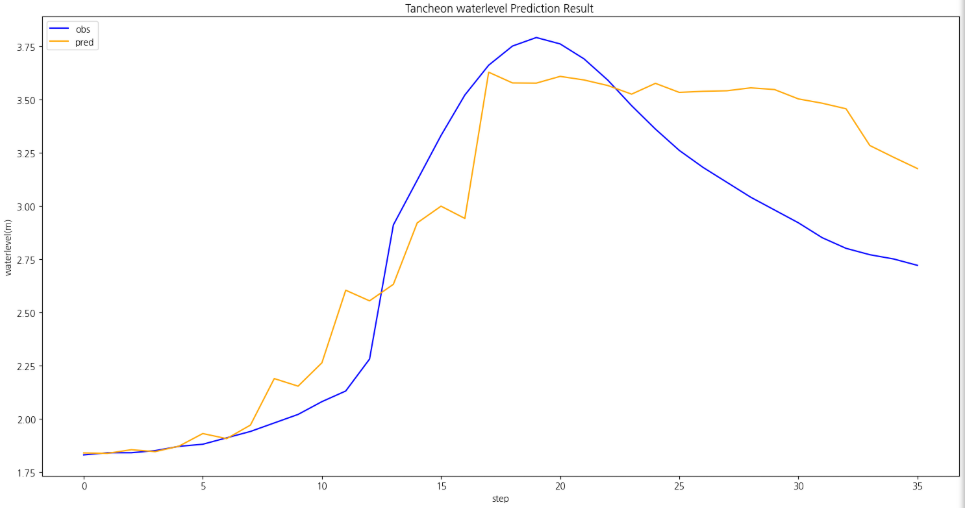 Tancheon waterlevel Prediction Result
obs
pred
3.75
3.50
3.25
3.00
2.75
2.50
2.25
2.00
1.75
waterlevel(m)
0 5 10 15 20 25 30 35
step